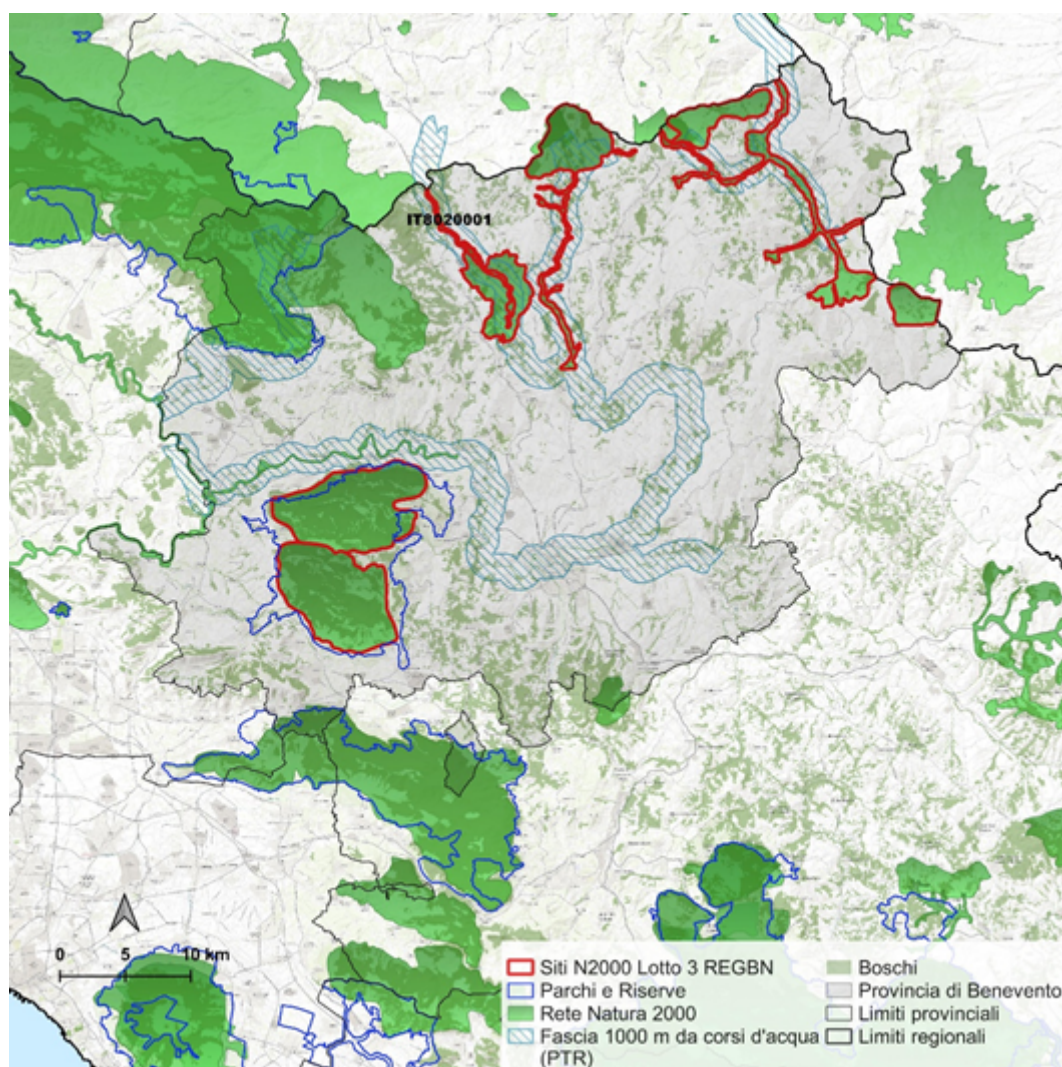 IT8020001
0 5 10 km
Siti N2000 Lotto 3 REGBN
Parchi e Riserve
Rete Natura 2000
Fascia 1000 m da corsi d'acqua
(PTR)
Boschi
Provincia di Benevento
Limiti provinciali
Limiti regionali